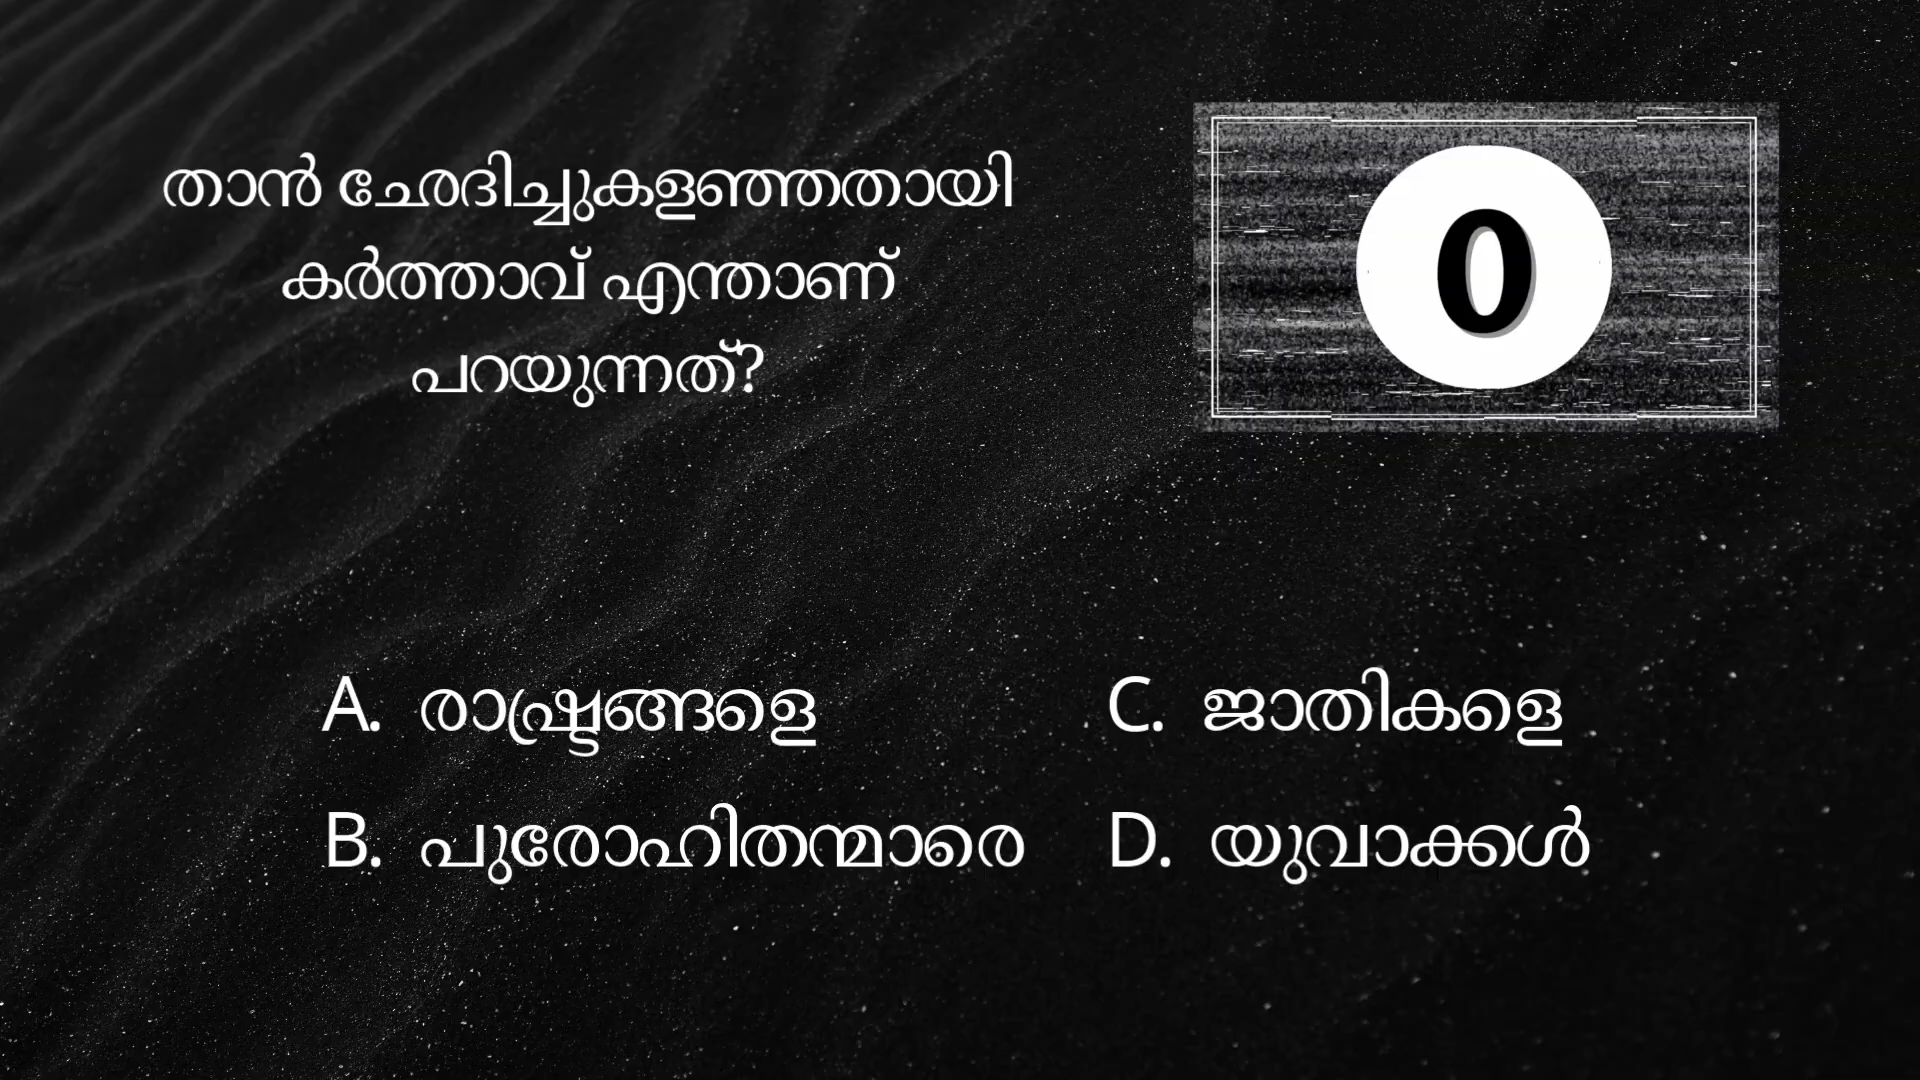 താൻ ഛേദിച്ചുകളഞ്ഞതായി
കർത്താവ് എന്താണ്
പറയുന്നത്?
0
A. രാഷ്ട്രങ്ങളെ
B. പുരോഹിതന്മാരെ
C. ജാതികളെ
D. യുവാക്കൾ